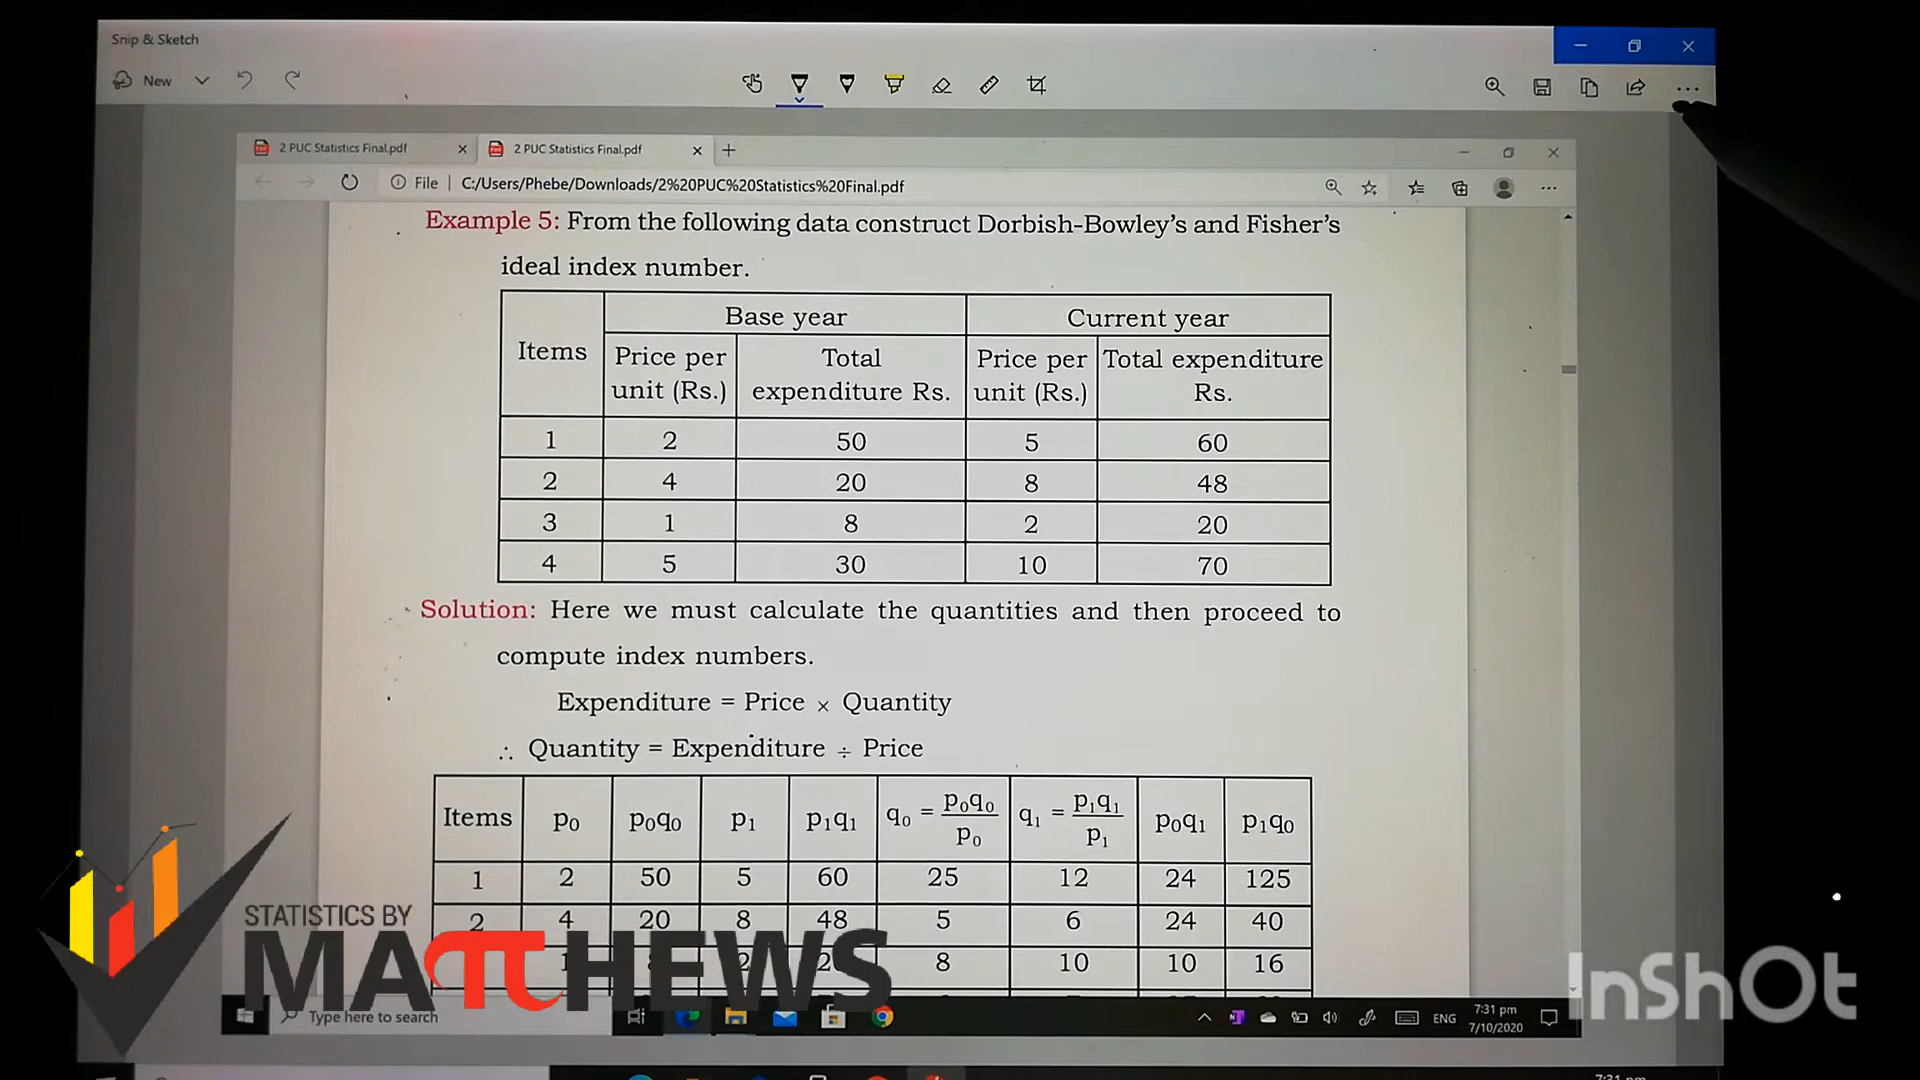 Snip & Sketch
New
2 PUC Statistics Final.pdf
2 PUC Statistics Final.pdf
File | C:/Users/Phebe/Downloads/2%20PUC%20Statistics%20Final.pdf
Example 5: From the following data construct Dorbish-Bowley's and Fisher's
ideal index number.
Items Base year Current year
Price per unit (Rs.) Total expenditure Rs. Price per unit (Rs.) Total expenditure Rs.
1 2 50 5 60
2 4 20 8 48
3 1 8 2 20
4 5 30 10 70
Solution: Here we must calculate the quantities and then proceed to
compute index numbers.
Expenditure = Price × Quantity
∴ Quantity = Expenditure ÷ Price
Items p₀ p₀q₀ p₁ p₁q₁ q₀ = p₀q₀/p₀ q₁ = p₁q₁/p₁ p₀q₁ p₁q₀
1 2 50 5 60 25 12 24 125
2 4 20 8 48 5 6 24 40
8 10 10 16
STATISTICS BY
MAπHEWS
InShOt
Type here to search
ENG
7:31 pm
7/10/2020